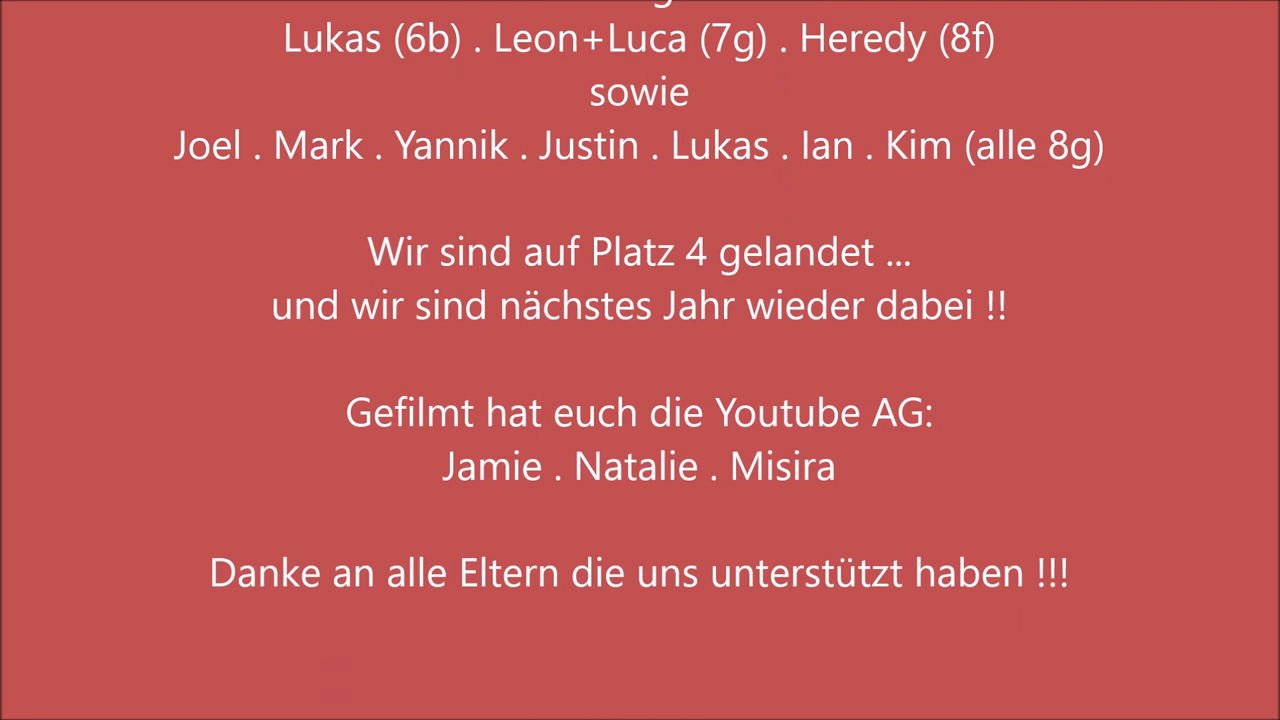 Lukas (6b) . Leon+Luca (7g) . Heredy (8f)
sowie
Joel . Mark . Yannik . Justin . Lukas . Ian . Kim (alle 8g)
Wir sind auf Platz 4 gelandet ...
und wir sind nächstes Jahr wieder dabei !!
Gefilmt hat euch die Youtube AG:
Jamie . Natalie . Misira
Danke an alle Eltern die uns unterstützt haben !!!